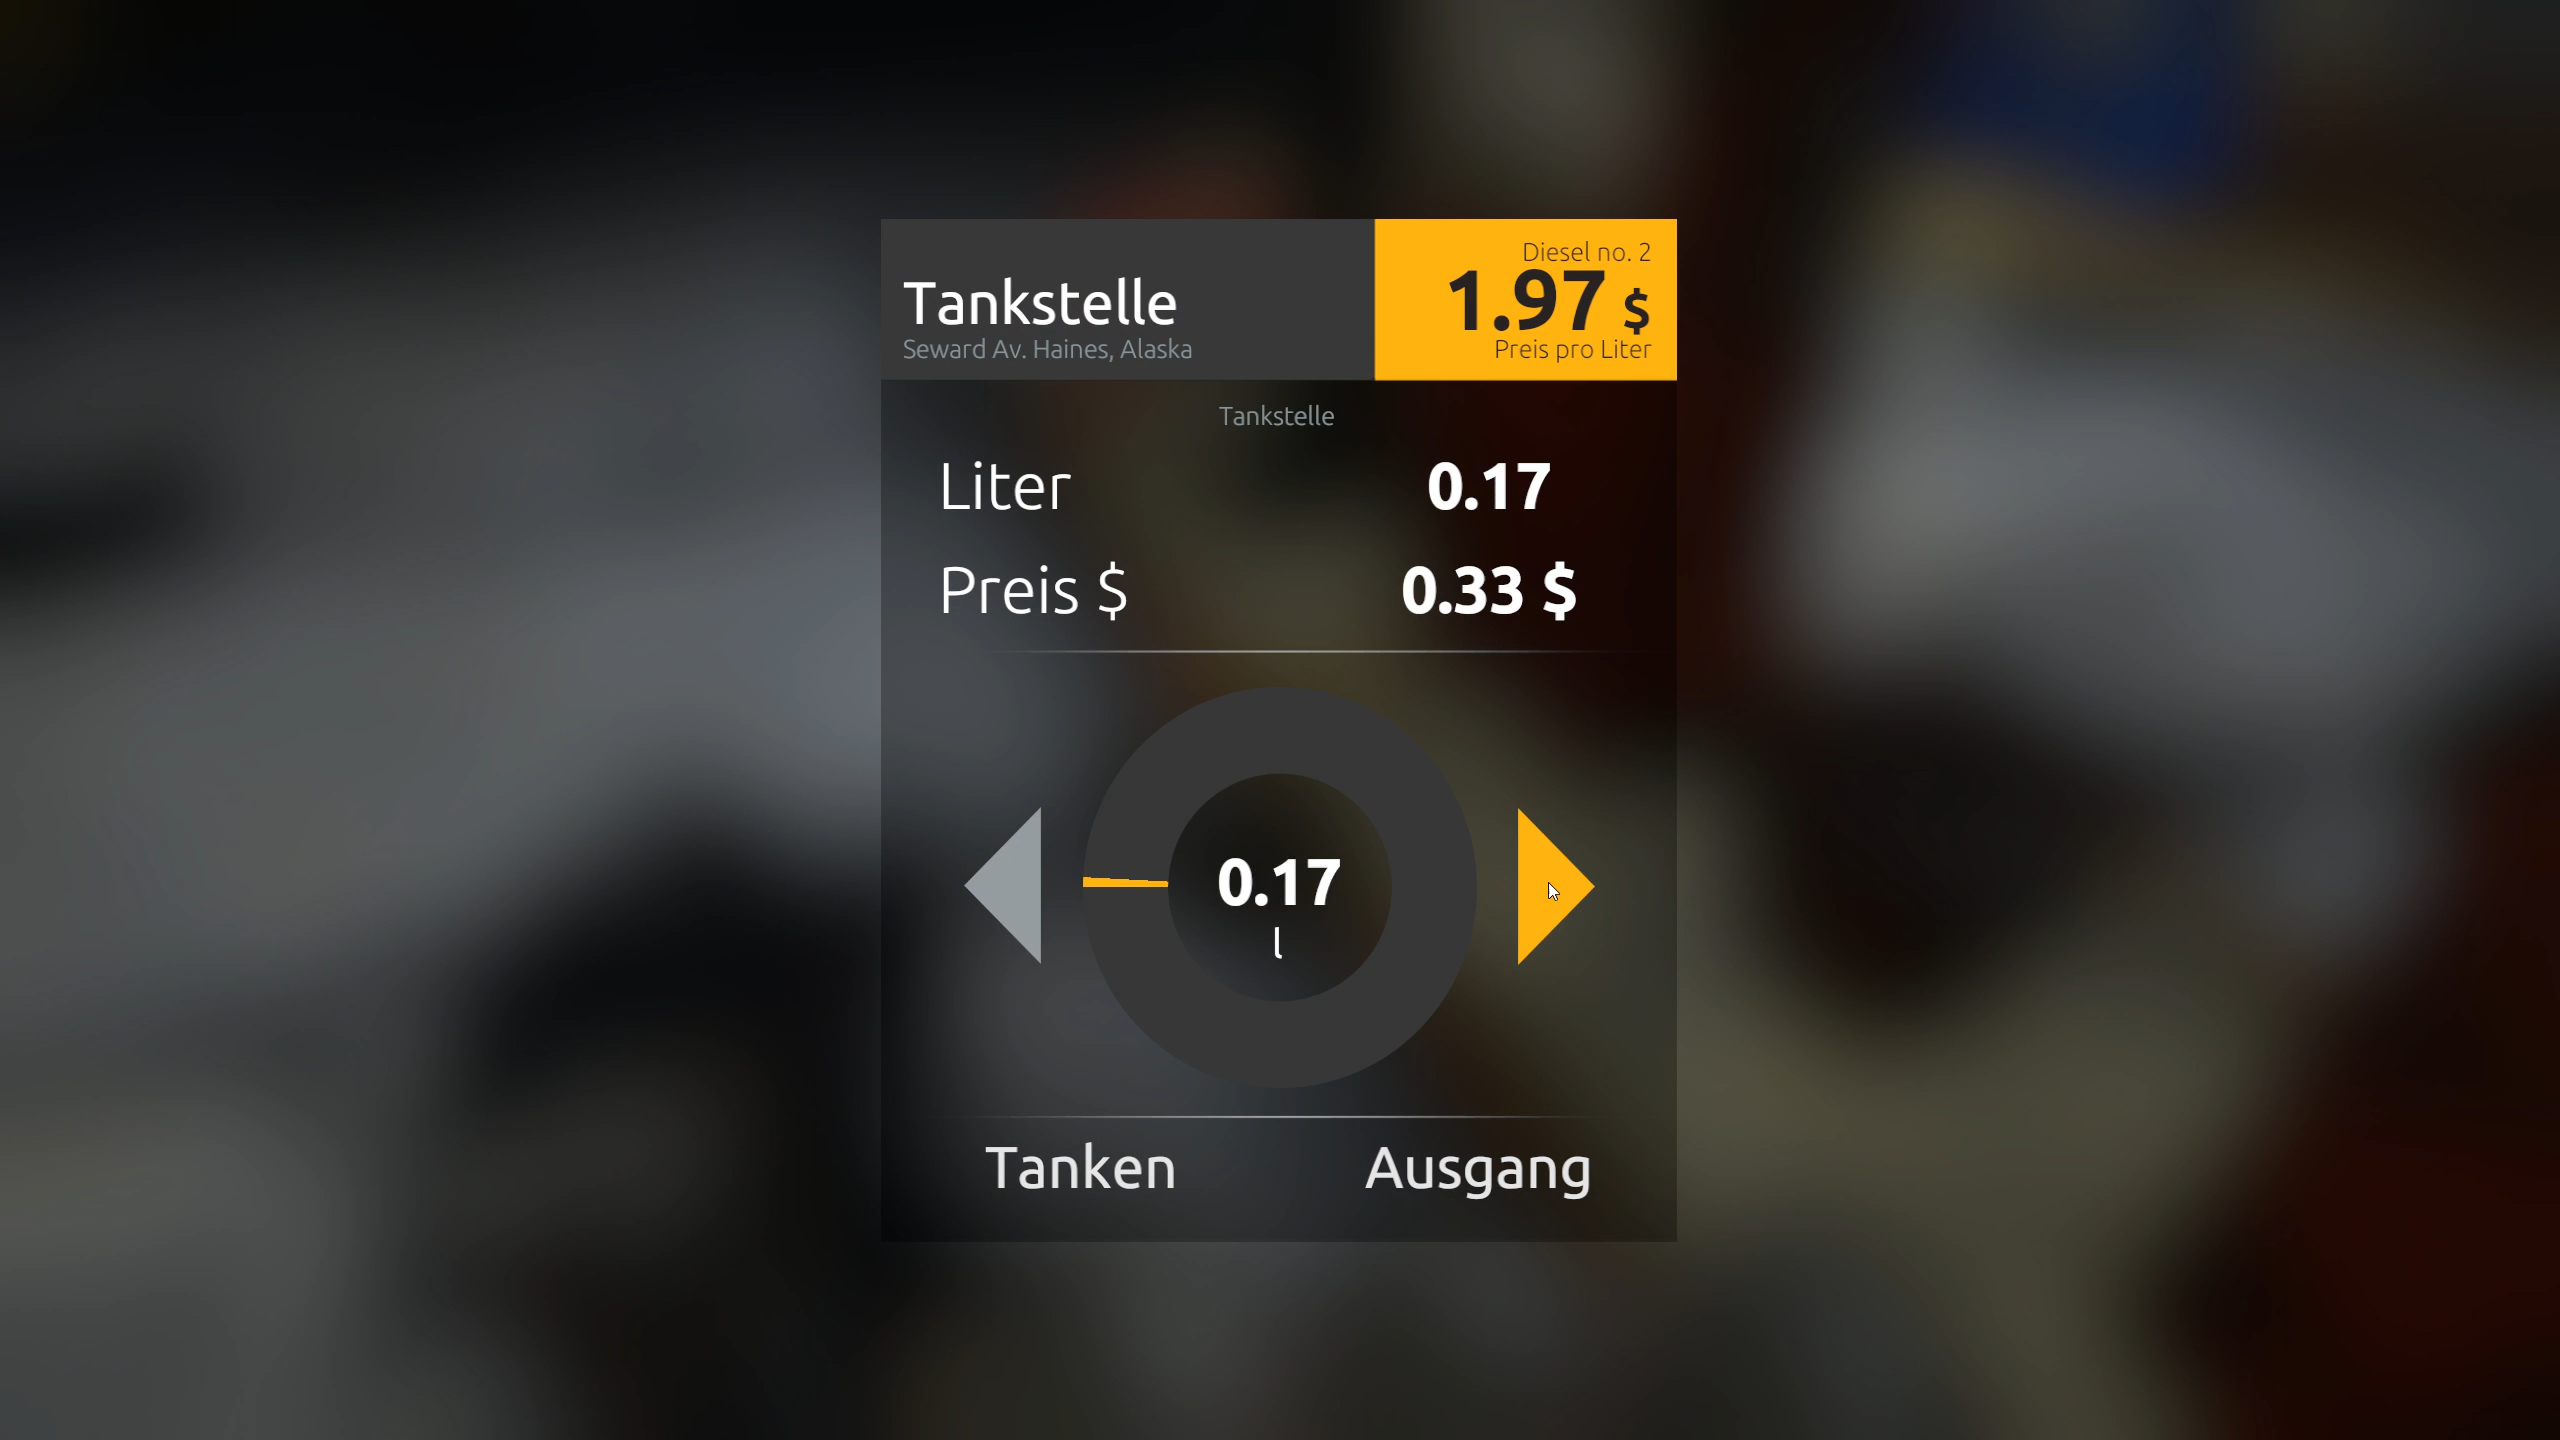 Tankstelle
Seward Av. Haines, Alaska
Diesel no. 2
1.97 $
Preis pro Liter
Tankstelle
Liter 0.17
Preis $ 0.33 $
0.17
l
Tanken Ausgang